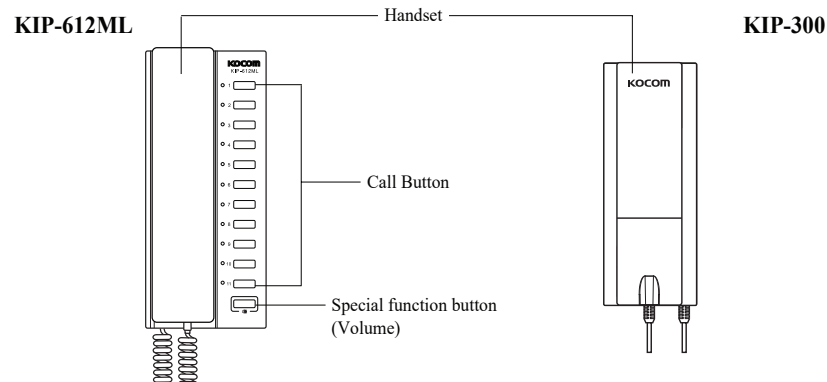 Handset
KIP-612ML
KIP-300
KOCOM
KIP-612ML
KOCOM
1
2
3
4
5
6
7
8
9
10
11
Call Button
Special function button
(Volume)